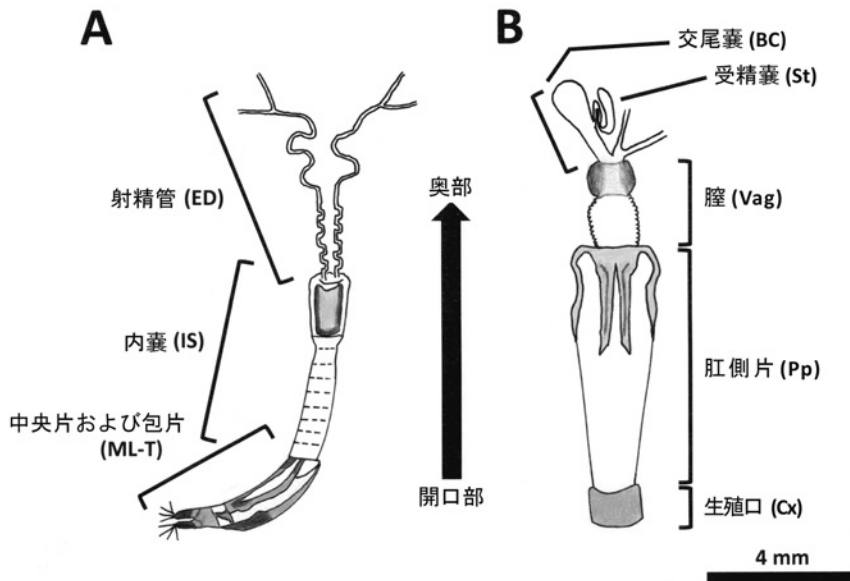 A
射精管 (ED)
内嚢 (IS)
中央片および包片
(ML-T)
奥部
開口部
B
交尾嚢 (BC)
受精嚢 (St)
膣 (Vag)
肛側片 (Pp)
生殖口 (Cx)
4 mm